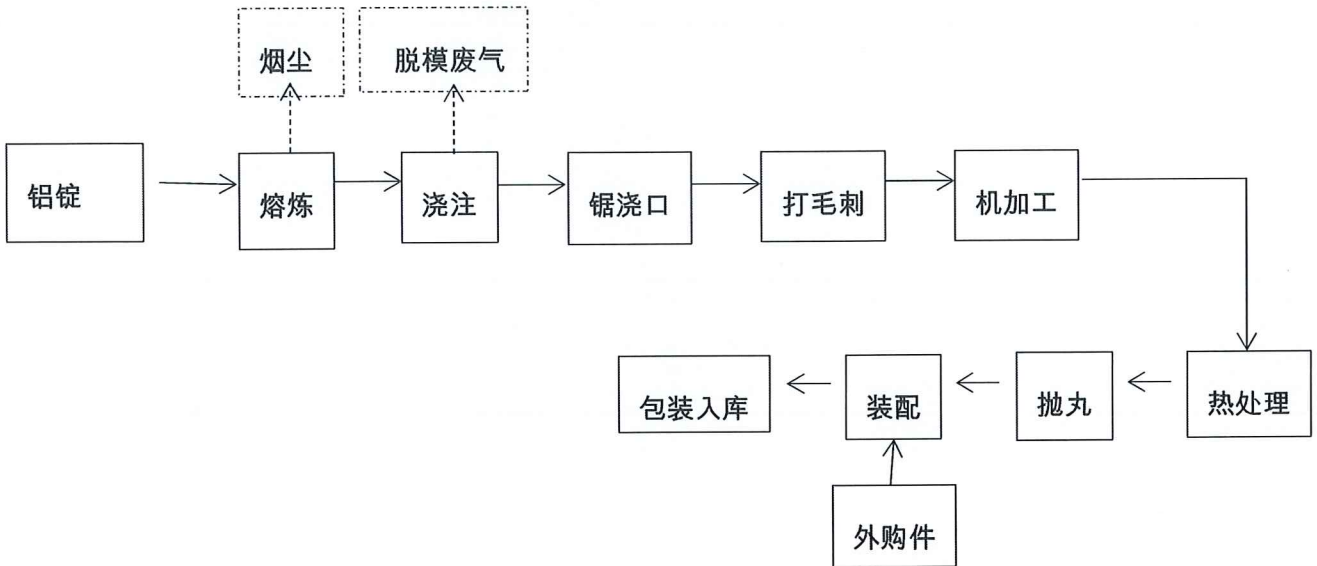 烟尘
脱模废气
铝锭
熔炼
浇注
锯浇口
打毛刺
机加工
包装入库
装配
抛丸
热处理
外购件